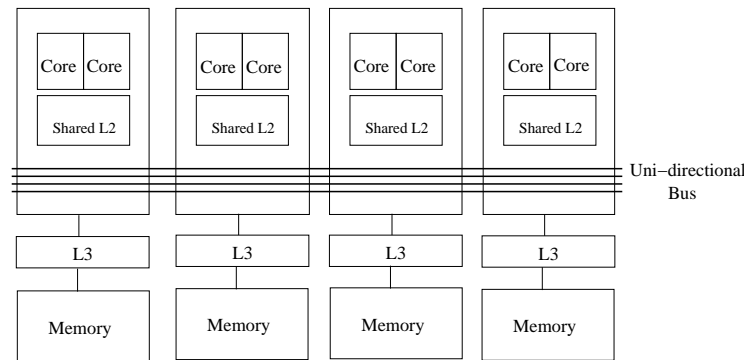 Core Core Core Core Core Core Core Core
Shared L2 Shared L2 Shared L2 Shared L2
Uni−directional
Bus
L3 L3 L3 L3
Memory Memory Memory Memory